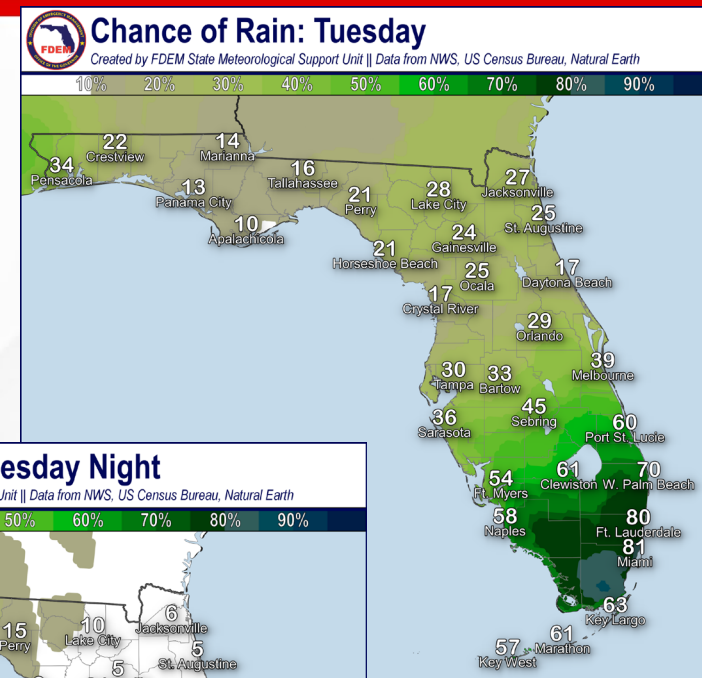 FDEM
Chance of Rain: Tuesday
Created by FDEM State Meteorological Support Unit || Data from NWS, US Census Bureau, Natural Earth
10% 20% 30% 40% 50% 60% 70% 80% 90%
22
Crestview
14
Marianna
34
Pensacola
16
Tallahassee
13
Panama City
21
Perry
28
Lake City
27
Jacksonville
10
Apalachicola
25
St. Augustine
24
Gainesville
21
Horseshoe Beach
25
Ocala
17
Daytona Beach
17
Crystal River
29
Orlando
39
Melbourne
30
Tampa
33
Bartow
45
Sebring
36
Sarasota
60
Port St. Lucie
54
Ft. Myers
61
Clewiston
70
W. Palm Beach
58
Naples
80
Ft. Lauderdale
81
Miami
63
Key Largo
61
Marathon
57
Key West
esday Night
Unit || Data from NWS, US Census Bureau, Natural Earth
50% 60% 70% 80% 90%
15
Perry
10
Lake City
6
Jacksonville
5
St. Augustine
5